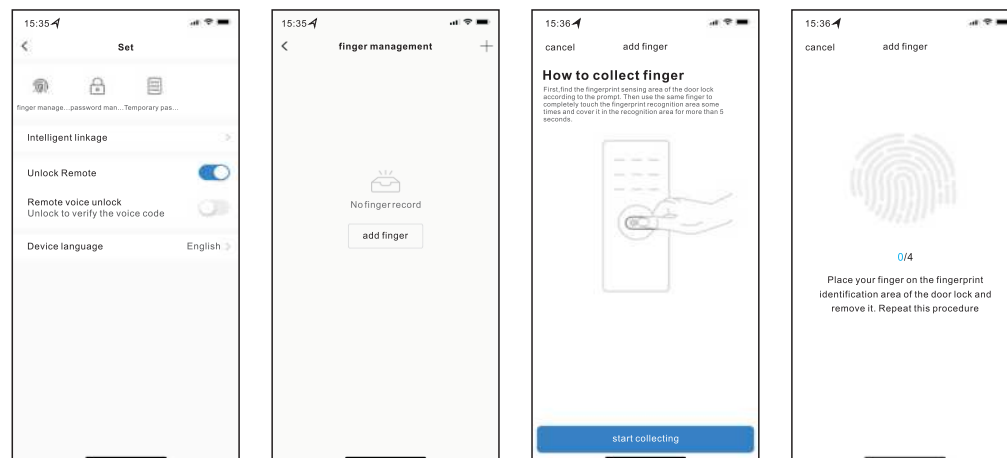 15:35
Set
finger manage...password man...Temporary pas...
Intelligent linkage
Unlock Remote
Remote voice unlock
Unlock to verify the voice code
Device language English
15:35
finger management
No finger record
add finger
15:36
cancel add finger
How to collect finger
First,find the fingerprint sensing area of the door lock
according to the prompt. Then use the same finger to
completely touch the fingerprint recognition area some
times and cover it in the recognition area for more than 5
seconds.
start collecting
15:36
cancel add finger
0/4
Place your finger on the fingerprint
identification area of the door lock and
remove it. Repeat this procedure